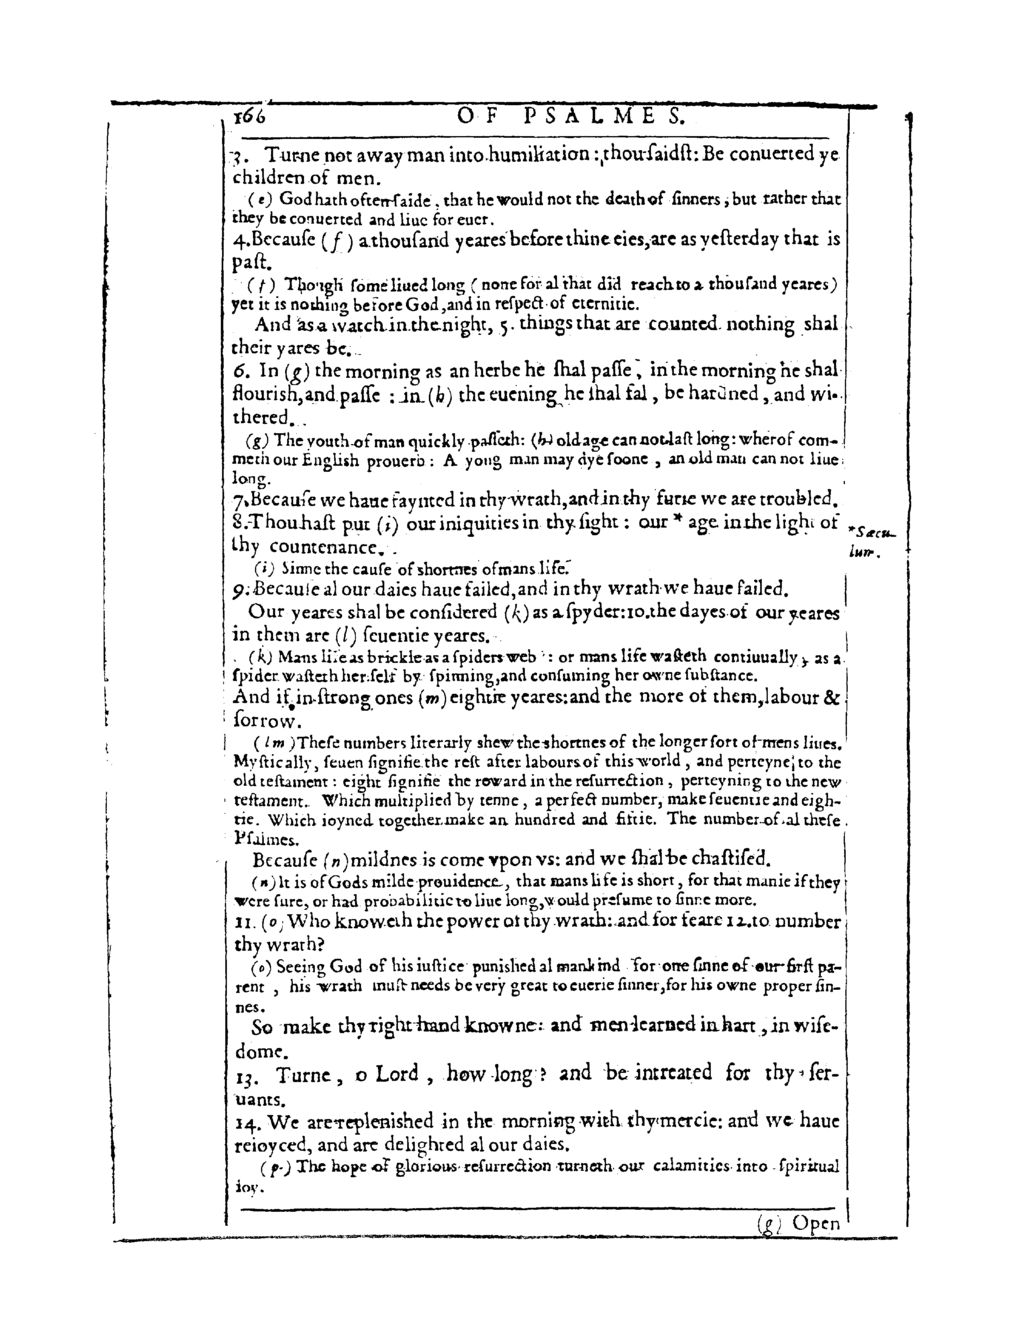 166 OF PSALMES.
3. Turne not away man into humiliation: thou saidſt: Be conuerted ye
children of men.
(e) God hath often ſaide, that he would not the death of ſinners, but rather that
they be conuerted and liue for euer.
4. Becauſe (f) a thouſand yeares before thine eies, are as yeſterday that is
paſt.
(f) Though ſome liued long (none for al that did reach to a thouſand yeares)
yet it is nothing before God, and in reſpect of eternitie.
And as a watch in the night, 5. things that are counted nothing shal
their yares be.
6. In (g) the morning as an herbe he ſhal paſſe, in the morning he shal
flourish, and paſſe: in (h) the euening he ſhal fal, be hardned, and wi-
thered.
(g) The youth of man quickly paſſeth: (h) old age can not laſt long: wherof com-
meth our English prouerb: A yong man may dye ſoone, an old man can not liue
long.
7. Becauſe we haue faynted in thy wrath, and in thy furie we are troubled.
8. Thou haſt put (i) our iniquities in thy ſight: our * age in the light of
thy countenance.
* Sæcu-
lum.
(i) Sinne the cauſe of shortnes of mans life.
9. Becauſe al our daies haue failed, and in thy wrath we haue failed.
Our yeares shal be conſidered (k) as a ſpyder: 10. the dayes of our yeares
in them are (l) ſeuentie yeares.
(k) Mans life as brickle as a ſpiders web: or mans life waſteth continually, as a
ſpider waſteth her ſelf by ſpinning, and conſuming her owne ſubſtance.
And if in ſtrong ones (m) eightie yeares: and the more of them, labour &
ſorrow.
(l m) Theſe numbers literarly shew the shortnes of the longer ſort of mens liues.
Myſtically, ſeuen ſignifie the reſt after labours of this world, and perteyne to the
old teſtament: eight ſignifie the reward in the reſurrection, perteyning to the new
teſtament. Which multiplied by tenne, a perfect number, make ſeuentie and eigh-
tie. Which ioyned together make an hundred and fiftie. The number of al theſe
Pſalmes.
Becauſe (n) mildnes is come vpon vs: and we ſhal be chaſtiſed.
(n) It is of Gods milde prouidence, that mans life is short, for that manie if they
were ſure, or had probabilitie to liue long, would preſume to ſinne more.
11. (o) Who knoweth the power of thy wrath: and for feare 12. to number
thy wrath?
(o) Seeing God of his iuſtice punished al mankind for one ſinne of our firſt pa-
rent, his wrath muſt needs be very great to euerie ſinner, for his owne proper ſin-
nes.
So make thy right hand knowne: and men learned in hart, in wiſe-
dome.
13. Turne, o Lord, how long? and be intreated for thy ſer-
uants.
14. We are replenished in the morning with thy mercie: and we haue
reioyced, and are delighted al our daies.
(p) The hope of glorious reſurrection turneth our calamities into ſpiritual
ioy.
(g) Open